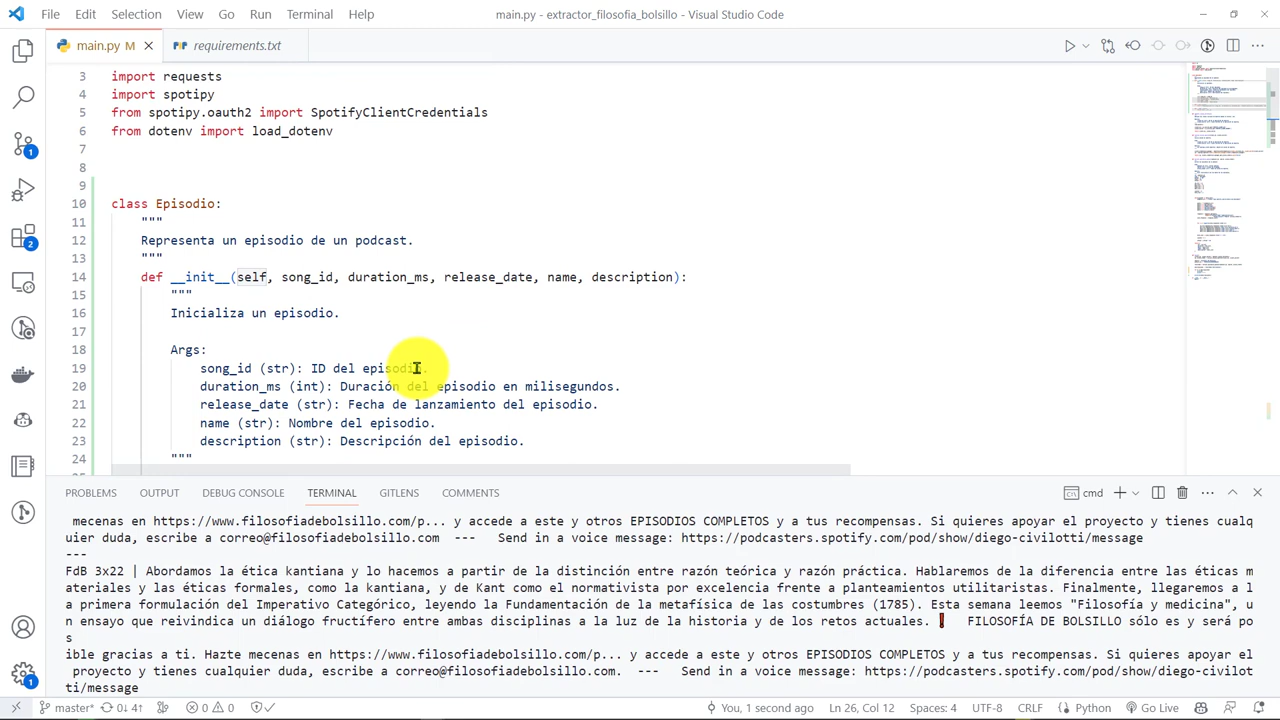 File Edit Selection View Go Run Terminal Help main.py - extractor_filosofia_bolsillo - Visual Studio Code
main.py M requirements.txt
3 import requests
4 import spotipy
5 from spotipy.oauth2 import SpotifyClientCredentials
6 from dotenv import load_dotenv
7
8
9
10 class Episodio:
11 """
12 Representa un episodio del podcast.
13 """
14 def __init__(self, song_id,
15 """
16 Inicializa un episodio.
17
18 Args:
19 song_id (str): ID del episodio.
20 duration_ms (int): Duración del episodio en milisegundos.
21 release_date (str): Fecha de lanzamiento del episodio.
22 name (str): Nombre del episodio.
23 description (str): Descripción del episodio.
24 """
PROBLEMS OUTPUT DEBUG CONSOLE TERMINAL GITLENS COMMENTS cmd
mecenas en https://www.filosofiadebolsillo.com/p... y accede a este y otros EPISODIOS COMPLETOS y a tus recompensas. Si quieres apoyar el proyecto y tienes cualq
uier duda, escribe a correo@filosofiadebolsillo.com --- Send in a voice message: https://podcasters.spotify.com/pod/show/diego-civilotti/message
---
FdB 3x22 | Abordamos la ética kantiana y lo hacemos a partir de la distinción entre razón teórica y razón práctica. Hablaremos de la diferencia entre las éticas m
ateriales y las éticas formales, como la kantiana, y de Kant como el normativista por excelencia frente a planteamientos utilitaristas. Finalmente, llegaremos a l
a primera formulación del Imperativo Categórico, leyendo la Fundamentación de la metafísica de las costumbres (1785). Esta semana leemos "Filosofía y medicina", u
n ensayo que reivindica un diálogo fructífero entre ambas disciplinas a la luz de la historia y de los retos actuales. FILOSOFÍA DE BOLSILLO sólo es y será po
s
ible gracias a ti. Hazte mecenas en https://www.filosofiadebolsillo.com/p... y accede a este y otros EPISODIOS COMPLETOS y a tus recompensas. Si quieres apoyar el
proyecto y tienes cualquier duda, escribe a correo@filosofiadebolsillo.com. --- Send in a voice message: https://podcasters.spotify.com/pod/show/diego-civilot
ti/message
master* 0↓ 4↑ 0 0 You, 1 second ago Ln 26, Col 12 Spaces: 4 UTF-8 CRLF Python Go Live